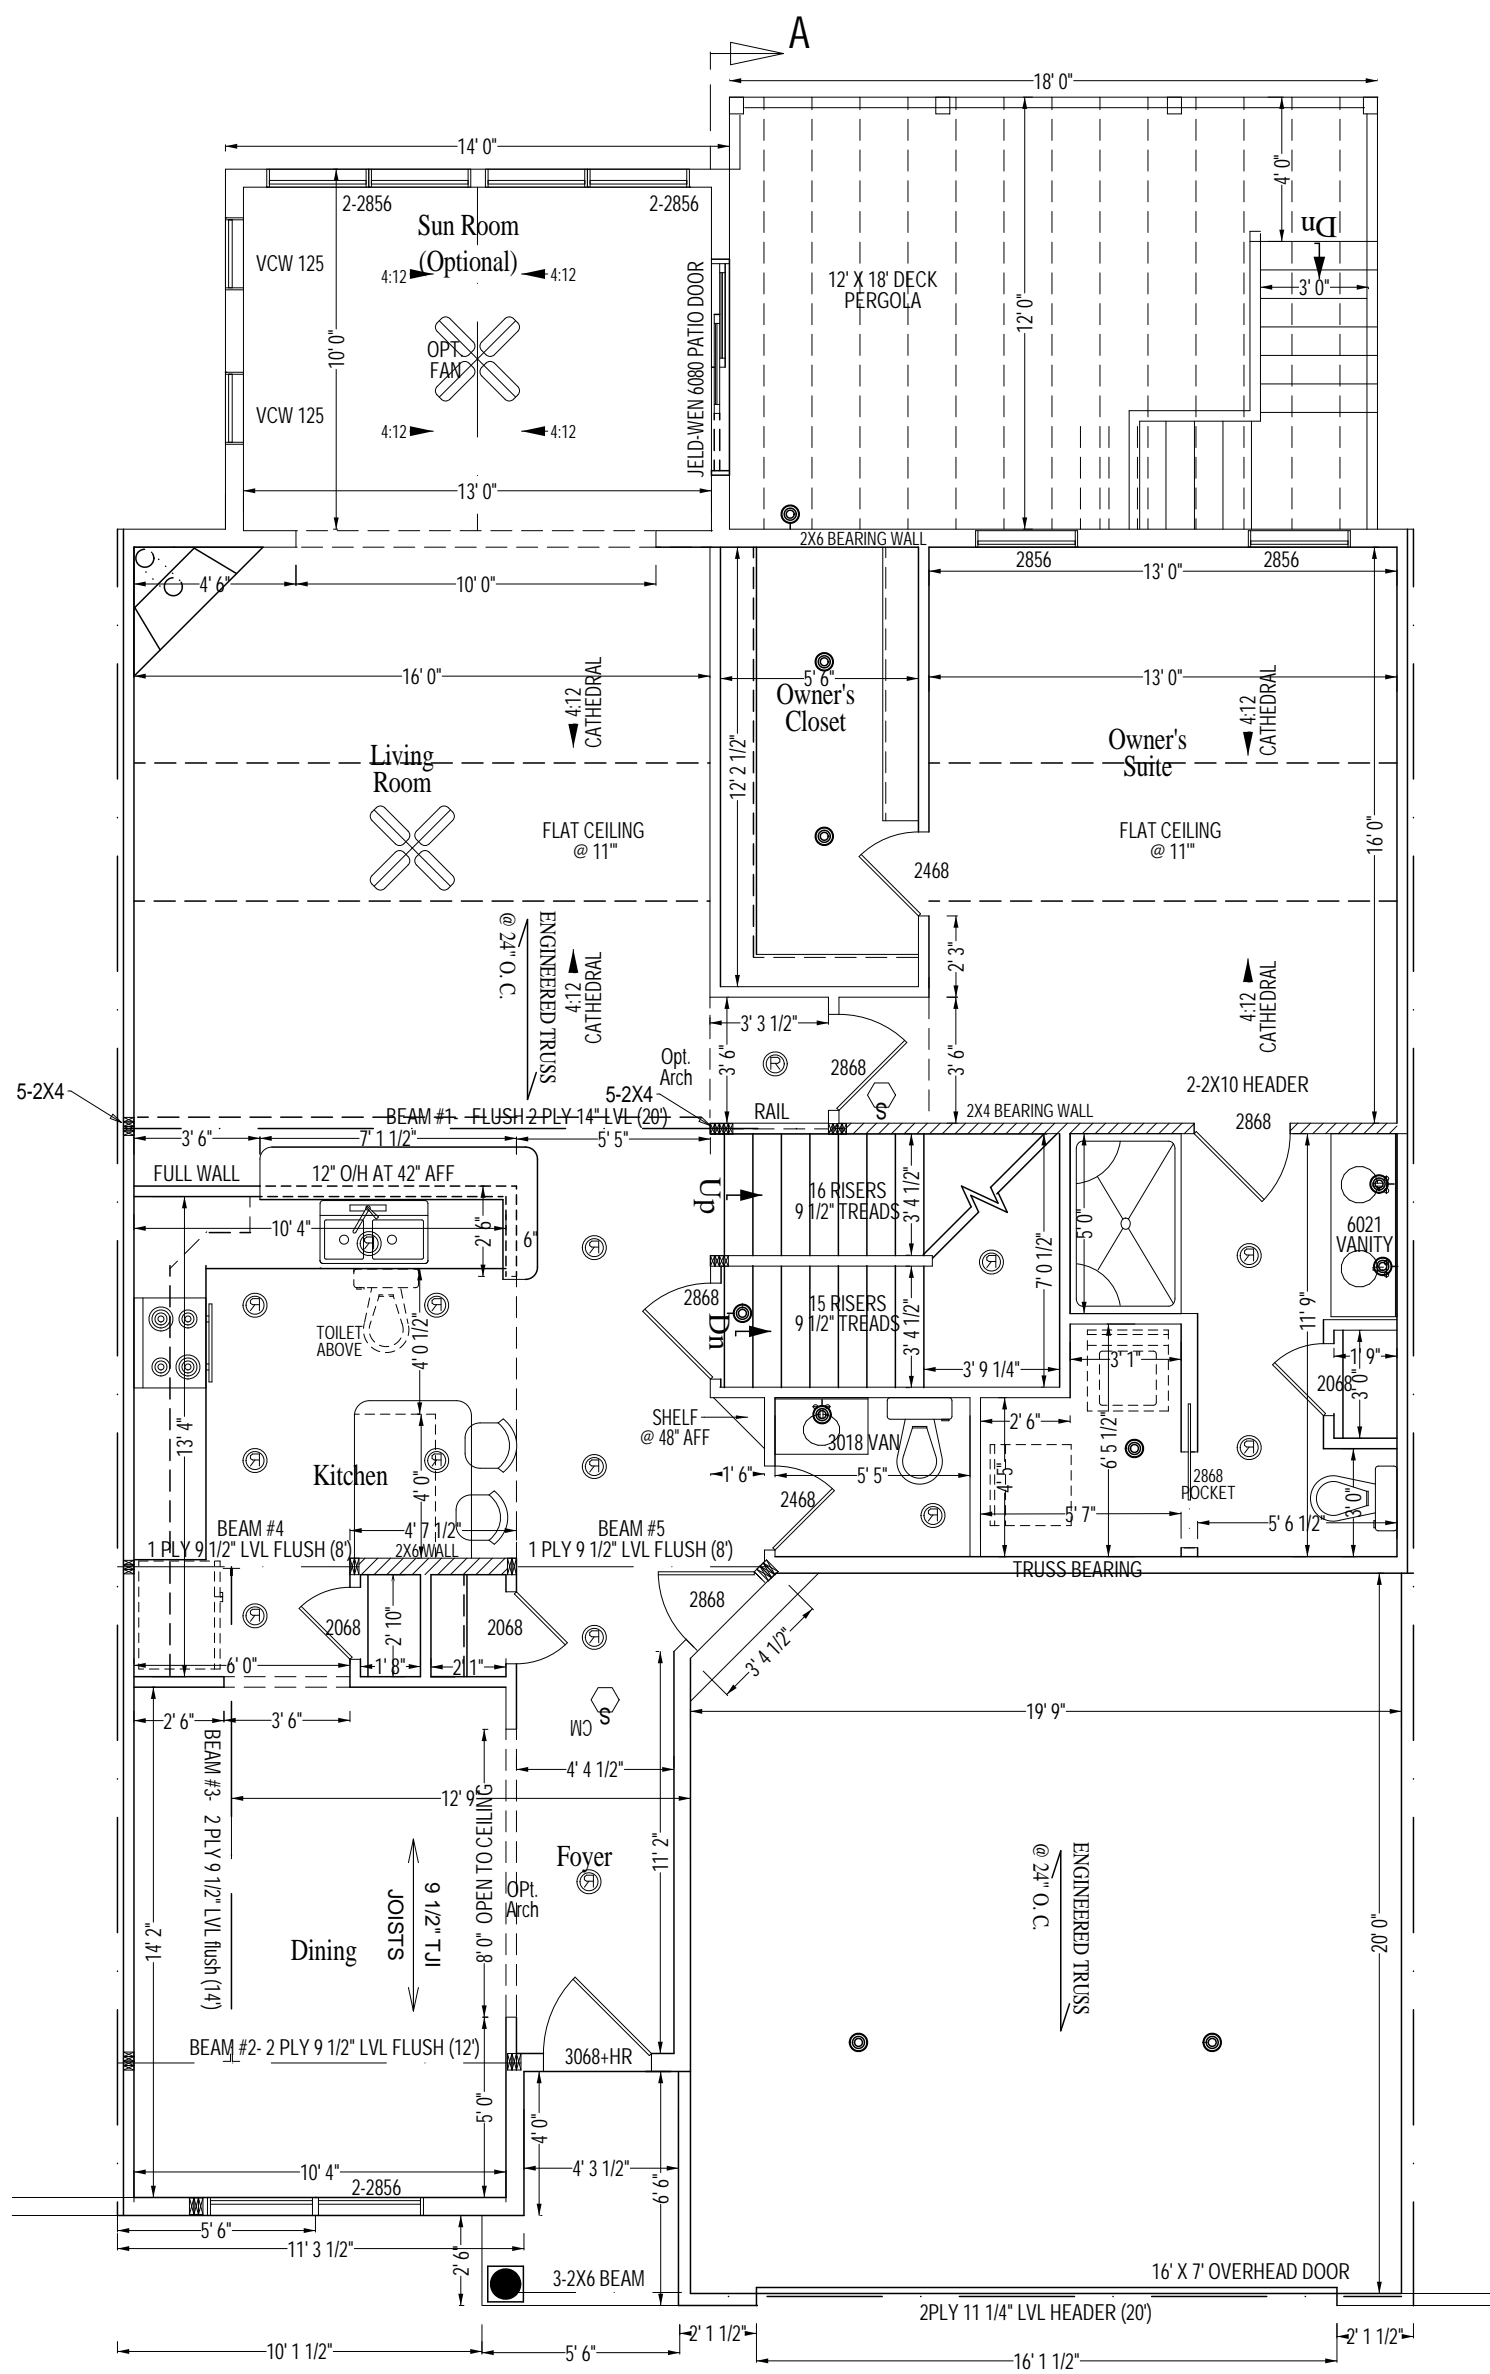 A
18' 0"
14' 0"
2-2856
2-2856
Sun Room
(Optional)
VCW 125
4:12
4:12
OPT.
FAN
10' 0"
VCW 125
4:12
4:12
13' 0"
JELD-WEN 6080 PATIO DOOR
12' X 18' DECK
PERGOLA
12' 0"
4' 0"
Dn
3' 0"
2X6 BEARING WALL
2856
2856
13' 0"
4' 6"
10' 0"
16' 0"
4:12
CATHEDRAL
Living
Room
FLAT CEILING
@ 11'"
5' 6"
Owner's
Closet
12' 2 1/2"
13' 0"
Owner's
Suite
4:12
CATHEDRAL
FLAT CEILING
@ 11'"
16' 0"
2468
2' 3"
ENGINEERED TRUSS
@ 24" O. C.
4:12
CATHEDRAL
4:12
CATHEDRAL
3' 3 1/2"
3' 6"
3' 6"
R
2868
S
Opt.
Arch
5-2X4
5-2X4
RAIL
2X4 BEARING WALL
2-2X10 HEADER
2868
BEAM #1- FLUSH 2 PLY 14" LVL (20')
3' 6"
7' 1 1/2"
5' 5"
FULL WALL
12" O/H AT 42" AFF
10' 4"
2' 6"
6"
R
R
Up
16 RISERS
9 1/2" TREADS
3' 4 1/2"
7' 0 1/2"
R
5' 0"
R
11' 9"
6021
VANITY
TOILET
ABOVE
R
R
4' 0 1/2"
2868
Dn
15 RISERS
9 1/2" TREADS
3' 4 1/2"
3' 9 1/4"
3' 1"
1' 9"
2068
3' 0"
13' 4"
SHELF
@ 48" AFF
3018 VAN
2' 6"
6' 5 1/2"
R
R
R
R
Kitchen
4' 0"
1' 6"
5' 5"
4' 5"
2868
POCKET
2468
R
5' 7"
5' 6 1/2"
3' 0"
4' 7 1/2"
BEAM #4
1 PLY 9 1/2" LVL FLUSH (8')
2X6 WALL
BEAM #5
1 PLY 9 1/2" LVL FLUSH (8')
TRUSS BEARING
R
2068
2' 10"
2068
R
2868
3' 4 1/2"
6' 0"
1' 8"
2' 1"
2' 6"
3' 6"
S
CM
19' 9"
4' 4 1/2"
12' 9"
BEAM #3- 2 PLY 9 1/2" LVL flush (14')
8' 0" OPEN TO CEILING
11' 2"
Foyer
R
OPt.
Arch
14' 2"
Dining
9 1/2" TJI
JOISTS
ENGINEERED TRUSS
@ 24" O. C.
20' 0"
BEAM #2- 2 PLY 9 1/2" LVL FLUSH (12')
3068+HR
5' 0"
4' 0"
10' 4"
2-2856
4' 3 1/2"
6' 6"
5' 6"
11' 3 1/2"
2' 6"
3-2X6 BEAM
16' X 7' OVERHEAD DOOR
2PLY 11 1/4" LVL HEADER (20')
10' 1 1/2"
5' 6"
2' 1 1/2"
16' 1 1/2"
2' 1 1/2"